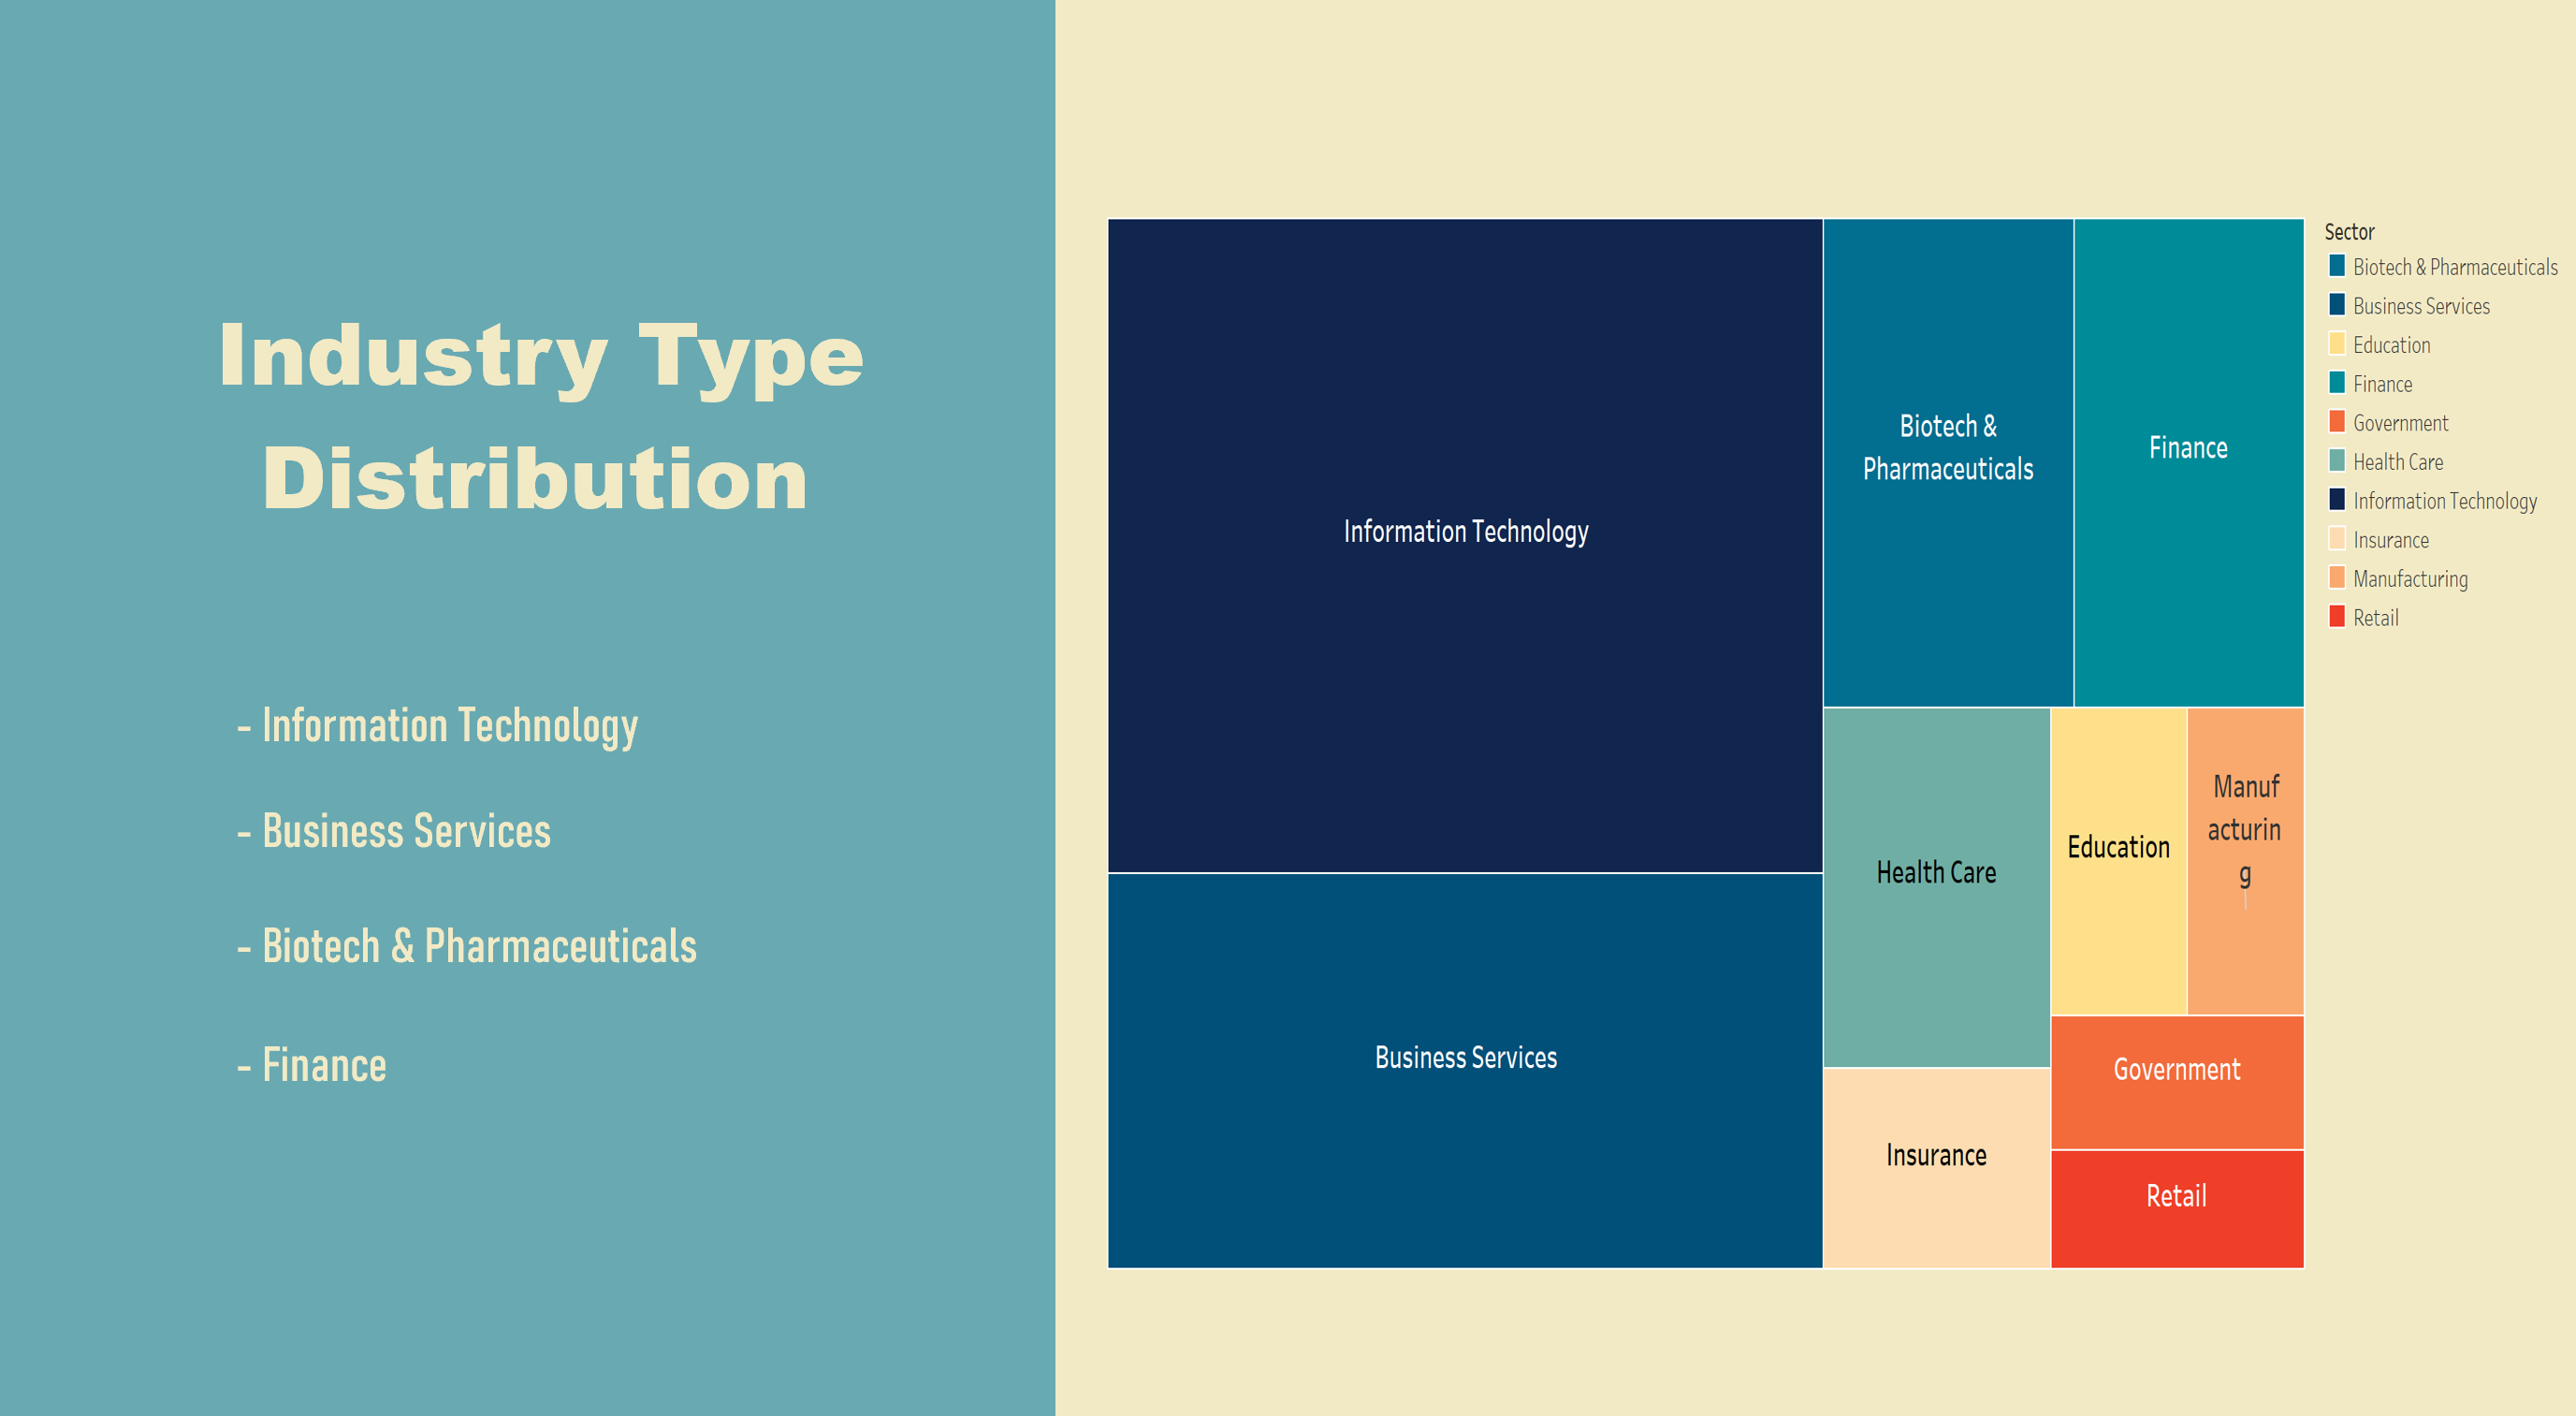 Industry Type
Distribution
- Information Technology
- Business Services
- Biotech & Pharmaceuticals
- Finance
Information Technology
Business Services
Biotech &
Pharmaceuticals
Finance
Health Care
Education
Manuf
acturin
g
Insurance
Government
Retail
Sector
Biotech & Pharmaceuticals
Business Services
Education
Finance
Government
Health Care
Information Technology
Insurance
Manufacturing
Retail